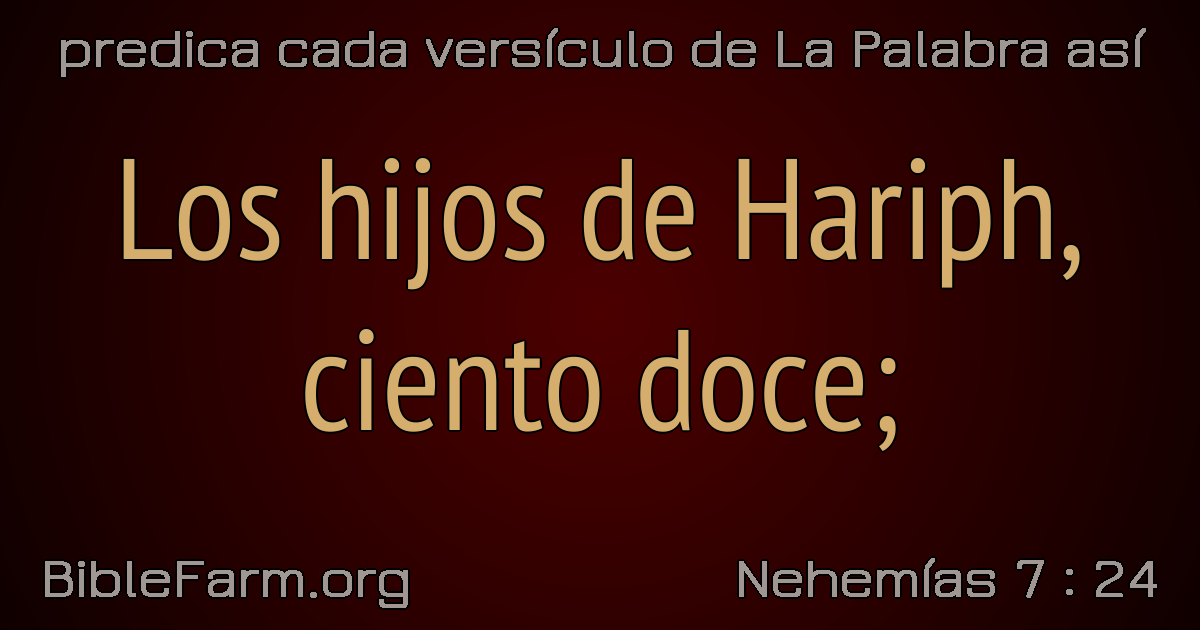 predica cada versículo de La Palabra así
Los hijos de Hariph,
ciento doce;
BibleFarm.org
Nehemías 7 : 24